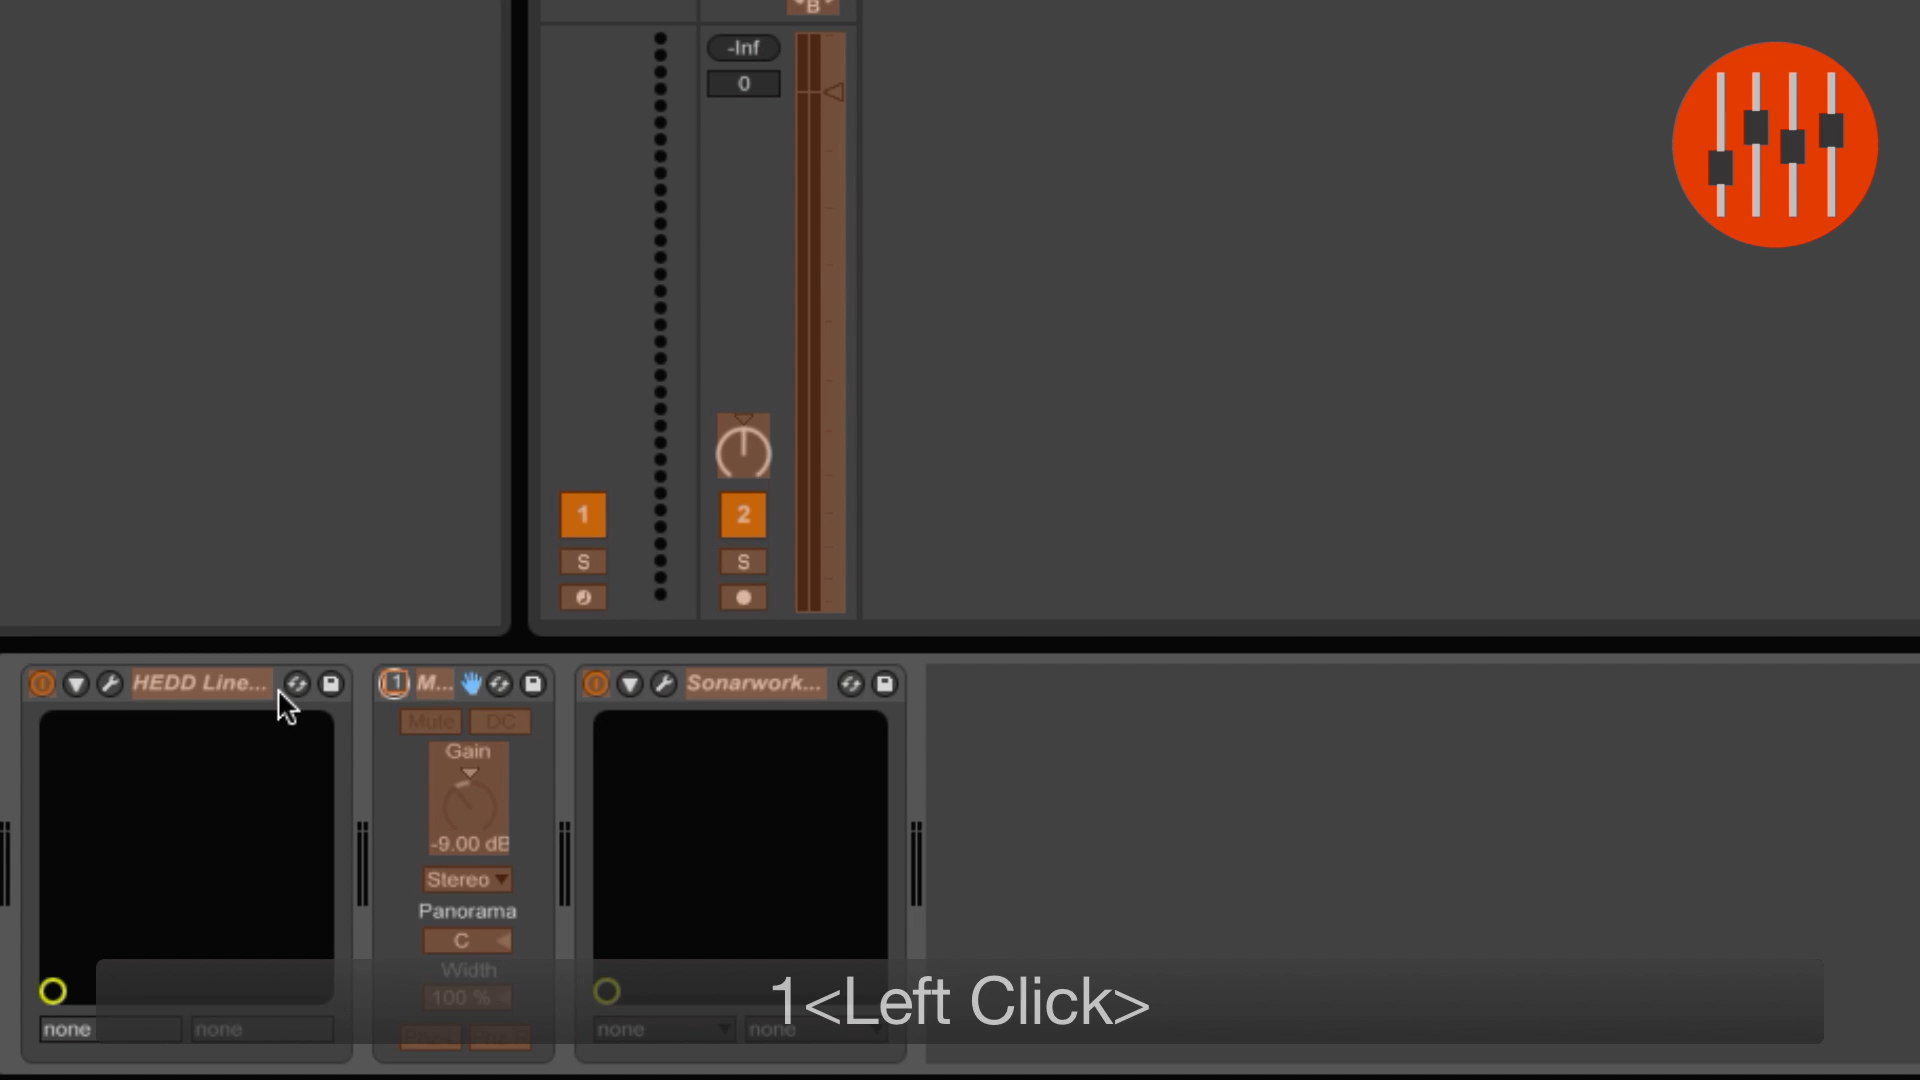 B
-Inf
0
1
2
S
S
HEDD Line...
1
M...
Sonarwork...
Mute
DC
Gain
-9.00 dB
Stereo
Panorama
C
Width
100 %
none
none
none
none
1<Left Click>